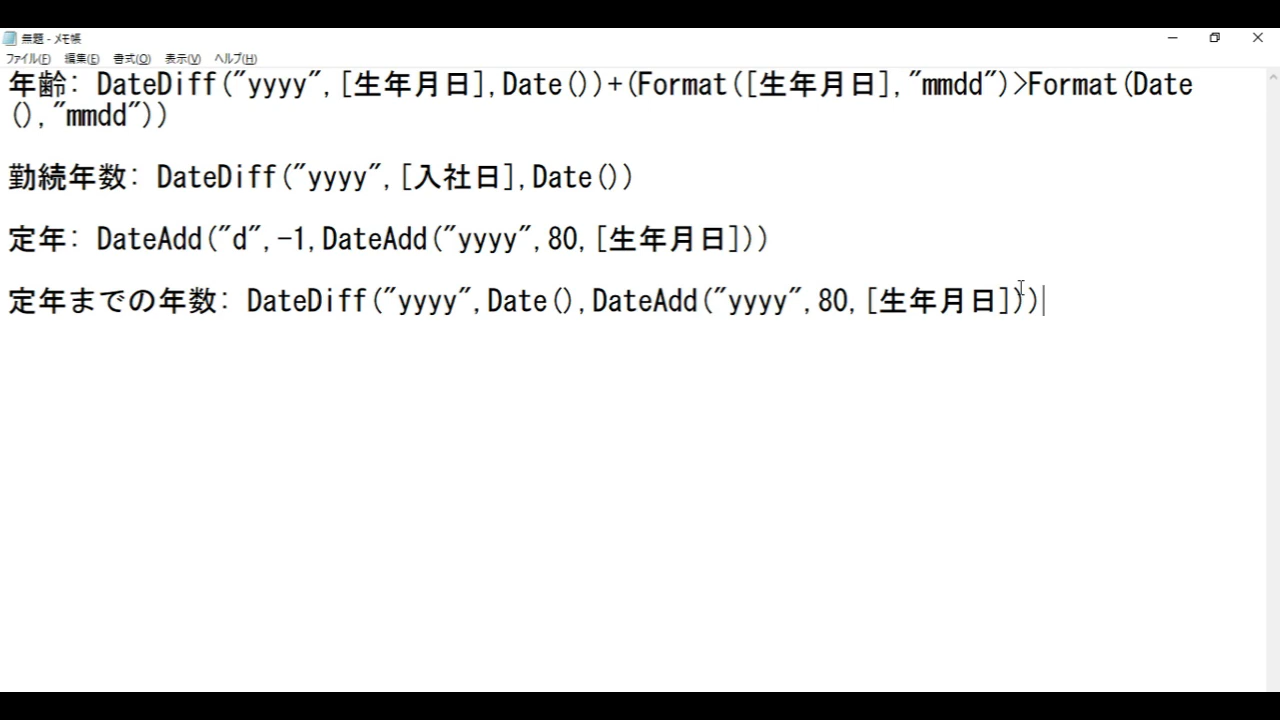 無題 - メモ帳
ファイル(F) 編集(E) 書式(O) 表示(V) ヘルプ(H)
年齢: DateDiff("yyyy",[生年月日],Date())+(Format([生年月日],"mmdd")>Format(Date
(),"mmdd"))
勤続年数: DateDiff("yyyy",[入社日],Date())
定年: DateAdd("d",-1,DateAdd("yyyy",80,[生年月日]))
定年までの年数: DateDiff("yyyy",Date(),DateAdd("yyyy",80,[生年月日]))